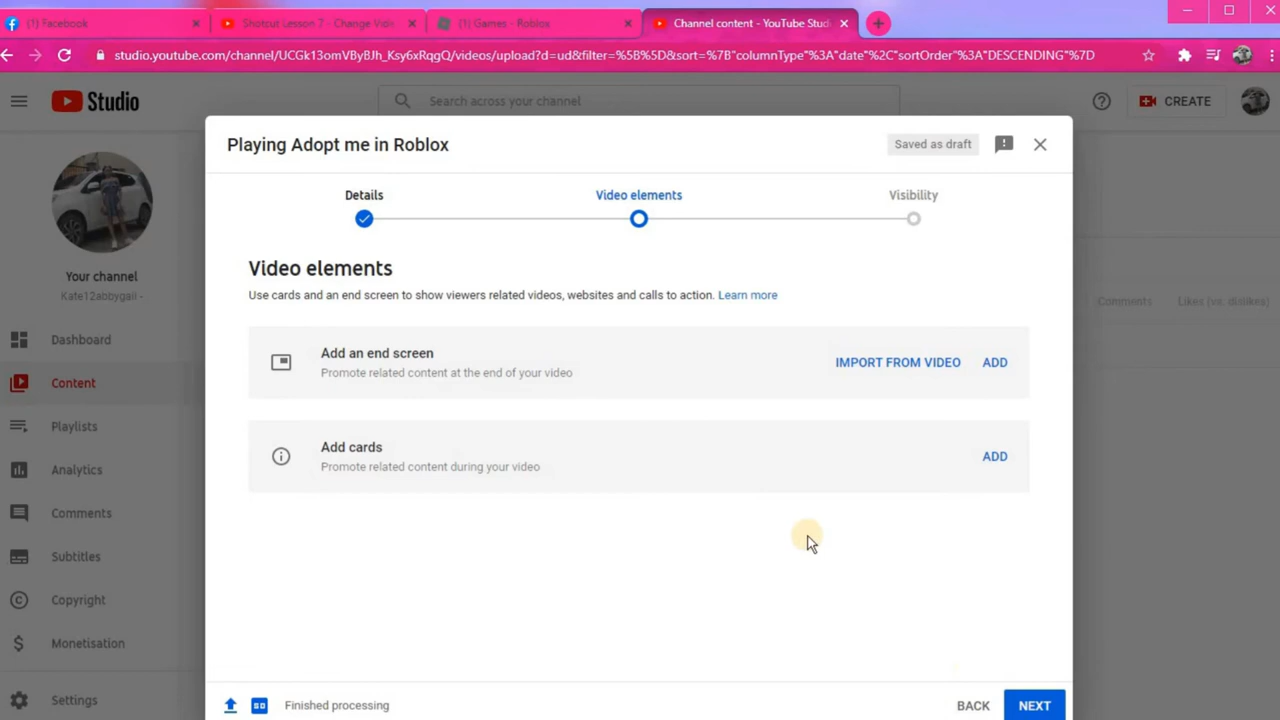 (1) Facebook
Shotcut Lesson 7 - Change Vide
(1) Games - Roblox
Channel content - YouTube Stud
studio.youtube.com/channel/UCGk13omVByBJh_Ksy6xRqgQ/videos/upload?d=ud&filter=%5B%5D&sort=%7B"columnType"%3A"date"%2C"sortOrder"%3A"DESCENDING"%7D
Studio
Search across your channel
CREATE
Playing Adopt me in Roblox
Saved as draft
Details
Video elements
Visibility
Video elements
Use cards and an end screen to show viewers related videos, websites and calls to action. Learn more
Add an end screen
Promote related content at the end of your video
IMPORT FROM VIDEO
ADD
Add cards
Promote related content during your video
ADD
Finished processing
BACK
NEXT
Your channel
Kate12abbygail -
Dashboard
Content
Playlists
Analytics
Comments
Subtitles
Copyright
Monetisation
Settings
Comments
Likes (vs. dislikes)